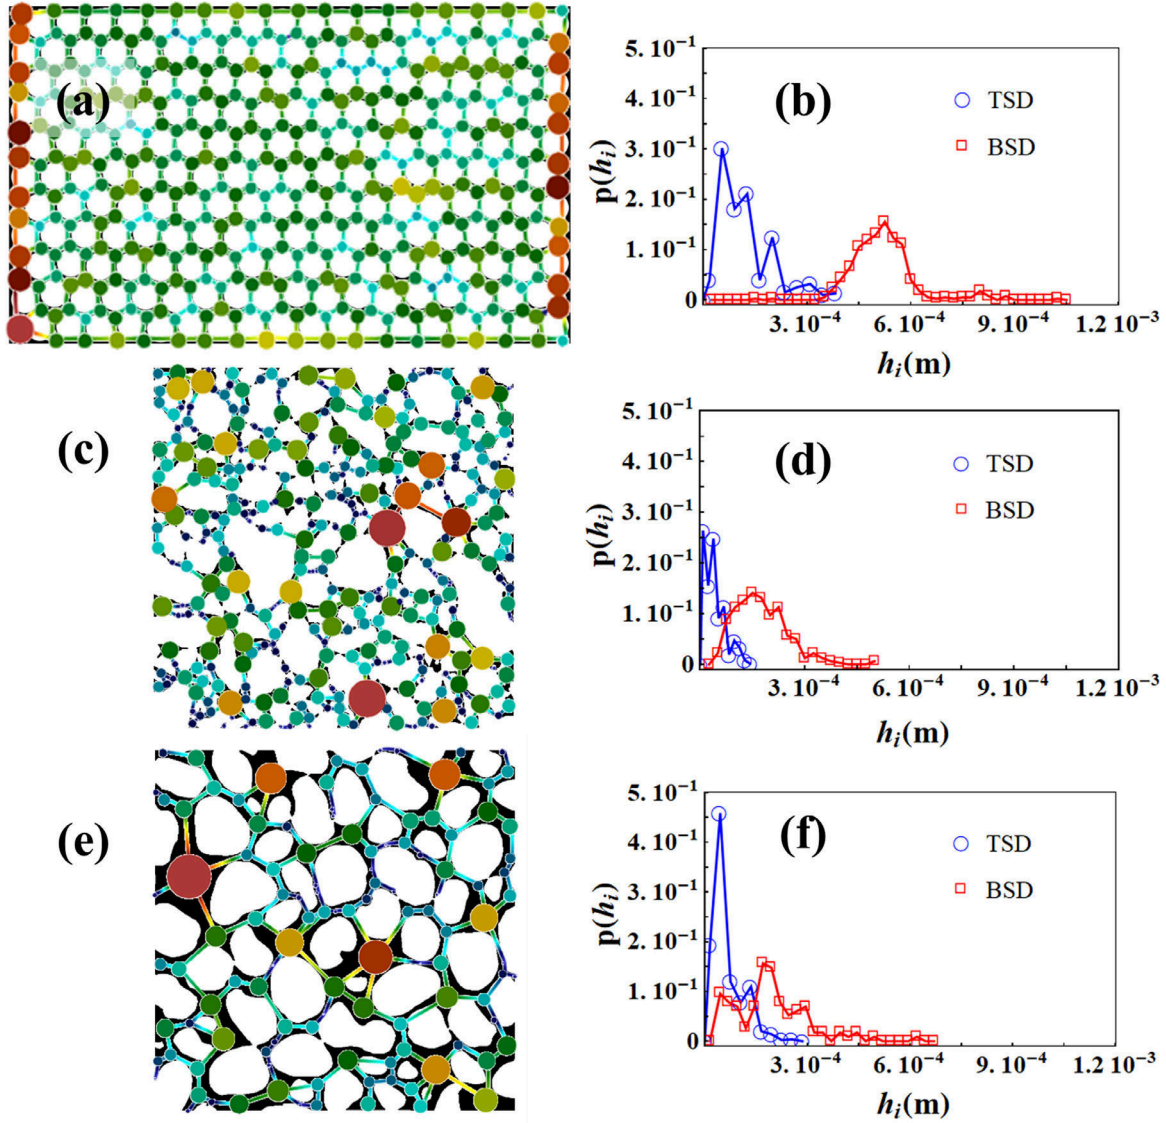 (a)
(b)
5. 10⁻¹
4. 10⁻¹
3. 10⁻¹
2. 10⁻¹
1. 10⁻¹
0
p(hᵢ)
TSD
BSD
3. 10⁻⁴ 6. 10⁻⁴ 9. 10⁻⁴ 1.2 10⁻³
hᵢ(m)
(c)
(d)
5. 10⁻¹
4. 10⁻¹
3. 10⁻¹
2. 10⁻¹
1. 10⁻¹
0
p(hᵢ)
TSD
BSD
3. 10⁻⁴ 6. 10⁻⁴ 9. 10⁻⁴ 1.2 10⁻³
hᵢ(m)
(e)
(f)
5. 10⁻¹
4. 10⁻¹
3. 10⁻¹
2. 10⁻¹
1. 10⁻¹
0
p(hᵢ)
TSD
BSD
3. 10⁻⁴ 6. 10⁻⁴ 9. 10⁻⁴ 1.2 10⁻³
hᵢ(m)